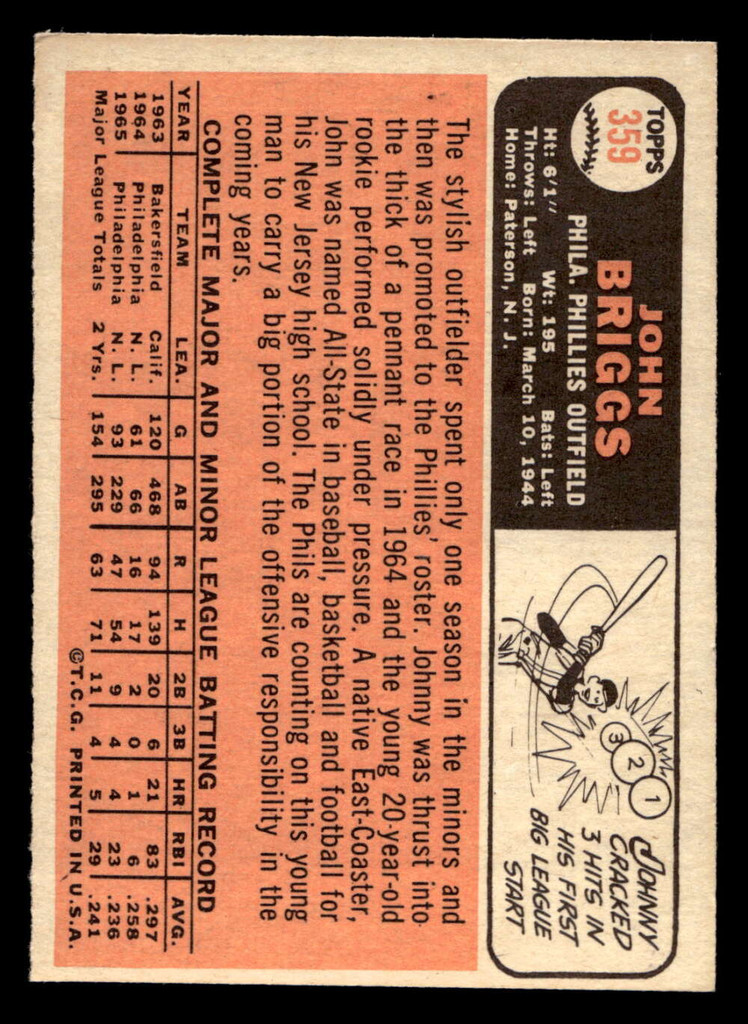 TOPPS
359
JOHN
BRIGGS
PHILA. PHILLIES OUTFIELD
Ht: 6'1" Wt: 195 Bats: Left
Throws: Left Born: March 10, 1944
Home: Paterson, N. J.
3 2 1
JOHNNY
CRACKED
3 HITS IN
HIS FIRST
BIG LEAGUE
START
The stylish outfielder spent only one season in the minors and
then was promoted to the Phillies' roster. Johnny was thrust into
the thick of a pennant race in 1964 and the young 20-year-old
rookie performed solidly under pressure. A native East-Coaster,
John was named All-State in baseball, basketball and football for
his New Jersey high school. The Phils are counting on this young
man to carry a big portion of the offensive responsibility in the
coming years.
COMPLETE MAJOR AND MINOR LEAGUE BATTING RECORD
YEAR TEAM LEA. G AB R H 2B 3B HR RBI AVG.
1963 Bakersfield Calif. 120 468 94 139 20 6 21 83 .297
1964 Philadelphia N. L. 61 66 16 17 2 0 1 6 .258
1965 Philadelphia N. L. 93 229 47 54 9 4 4 23 .236
Major League Totals 2 Yrs. 154 295 63 71 11 4 5 29 .241
©T.C.G. PRINTED IN U.S.A.